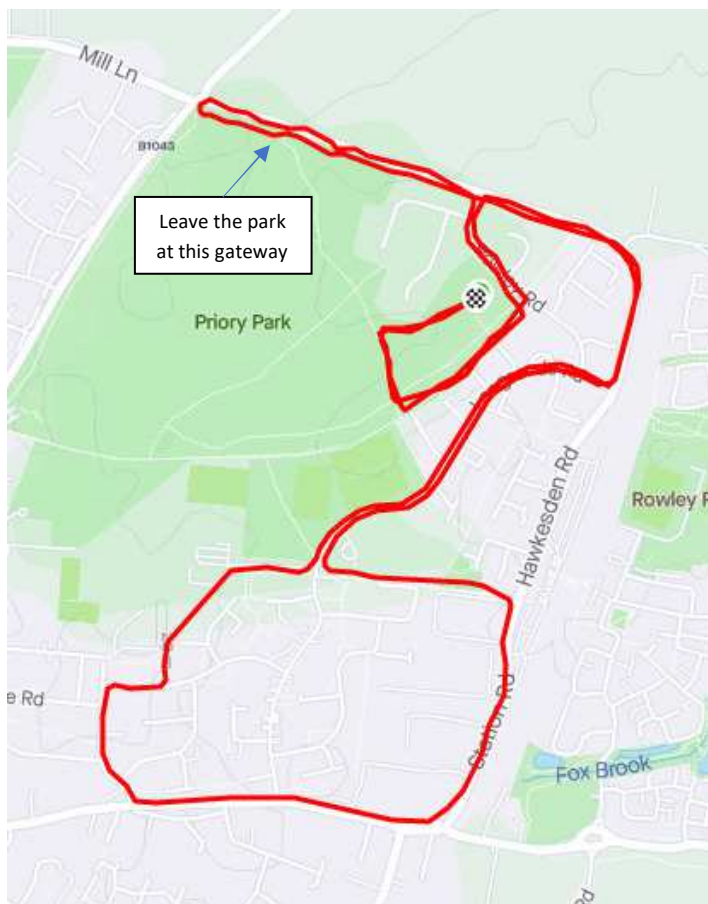 Mill Ln
B1043
Leave the park
at this gateway
Rd
Priory Park
Hawkesden Rd
Rowley
e Rd
Station Rd
Fox Brook
Rd